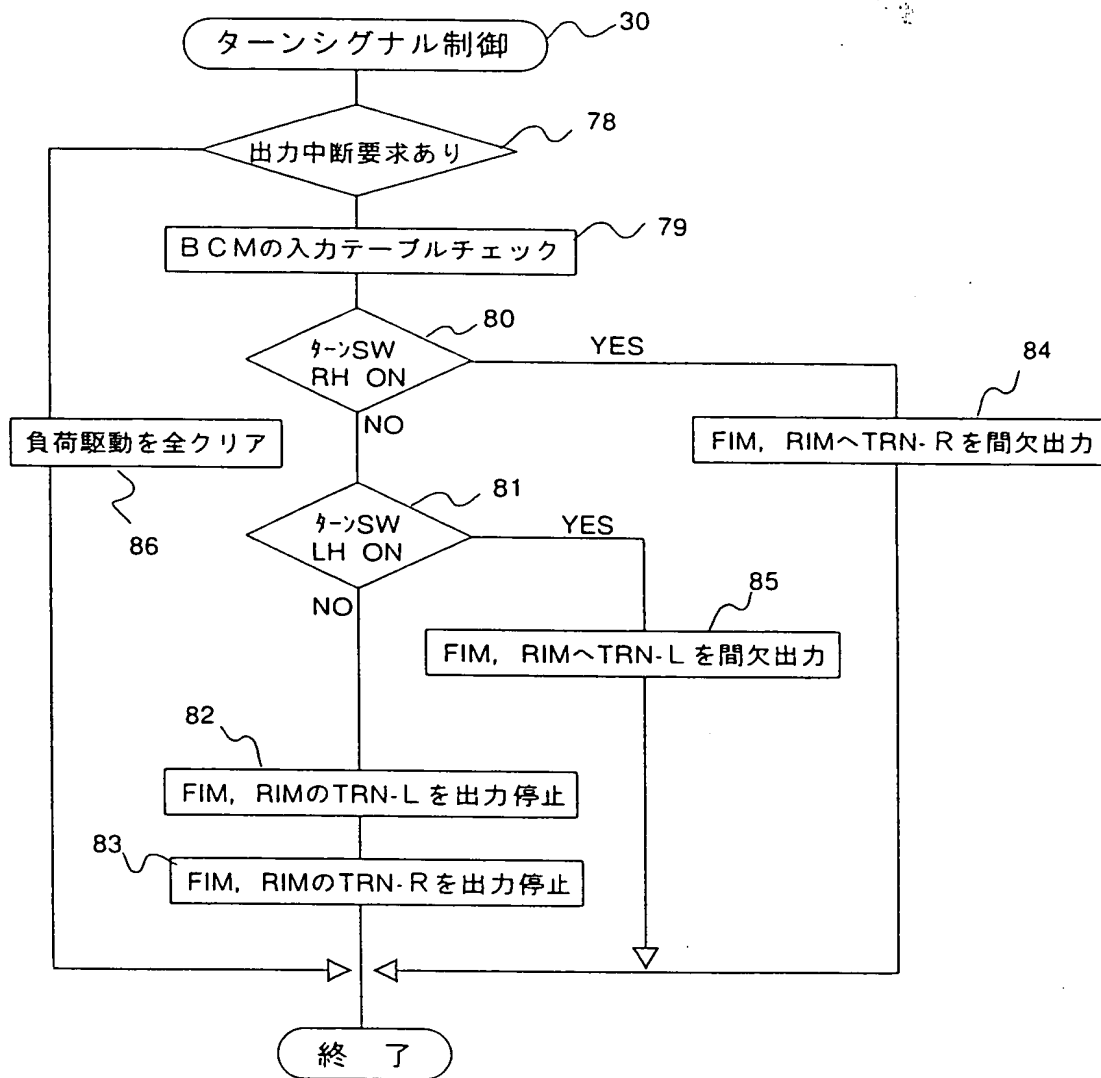 ターンシグナル制御
30
出力中断要求あり
78
BCMの入力テーブルチェック
79
ﾀｰﾝSW
RH ON
80
YES
NO
84
FIM, RIMへTRN-Rを間欠出力
負荷駆動を全クリア
86
ﾀｰﾝSW
LH ON
81
YES
NO
85
FIM, RIMへTRN-Lを間欠出力
82
FIM, RIMのTRN-Lを出力停止
83
FIM, RIMのTRN-Rを出力停止
終 了